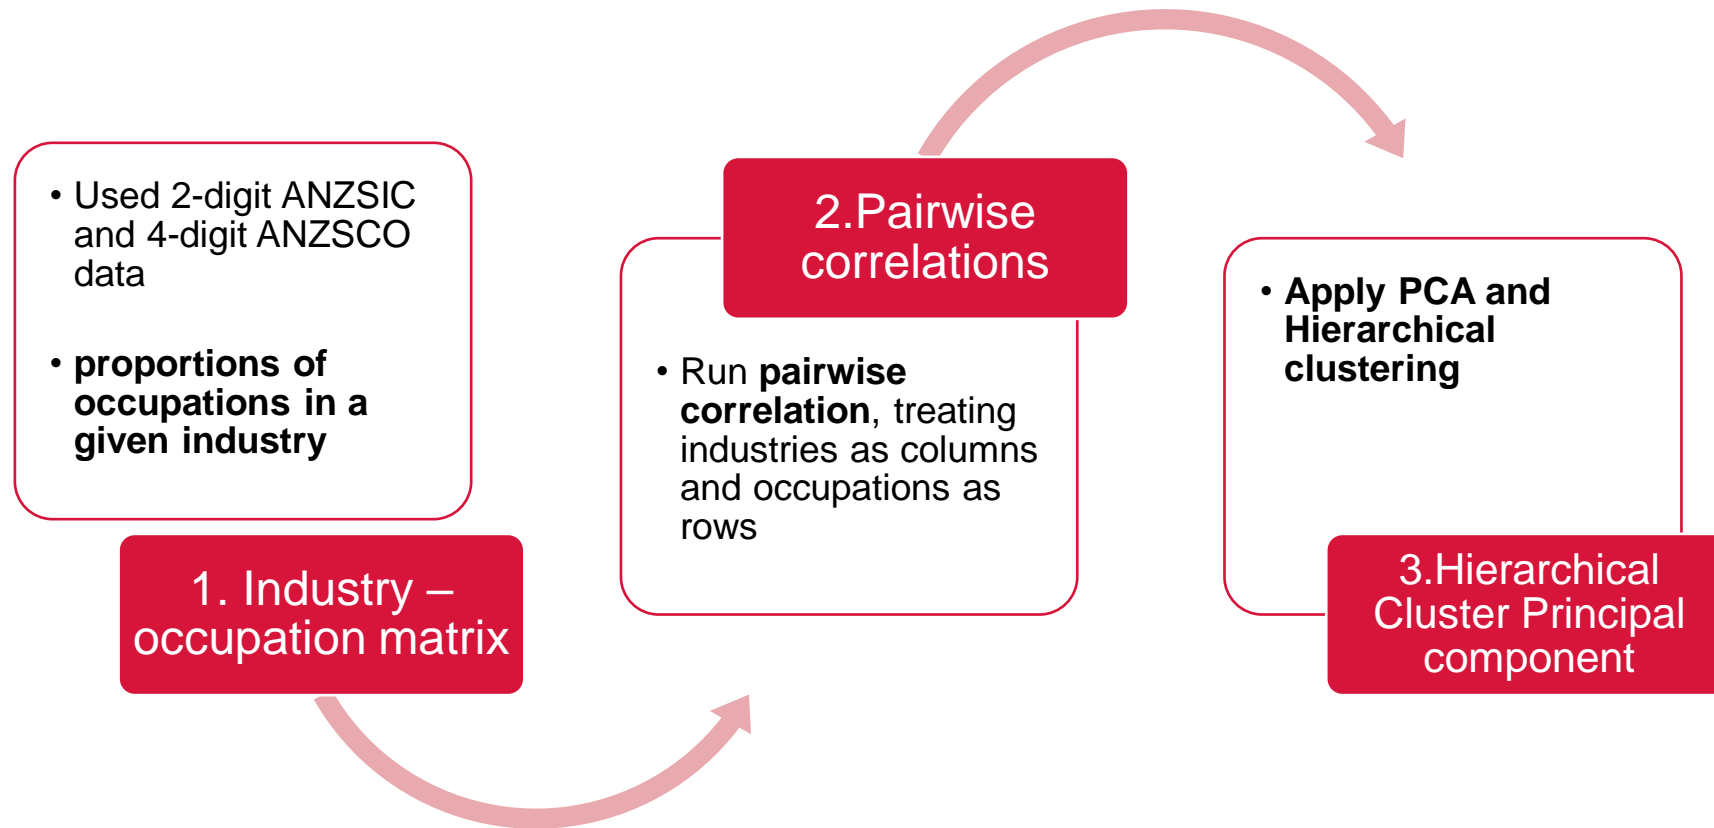 • Used 2-digit ANZSIC
and 4-digit ANZSCO
data
• proportions of
occupations in a
given industry
1. Industry –
occupation matrix
2.Pairwise
correlations
• Run pairwise
correlation, treating
industries as columns
and occupations as
rows
• Apply PCA and
Hierarchical
clustering
3.Hierarchical
Cluster Principal
component